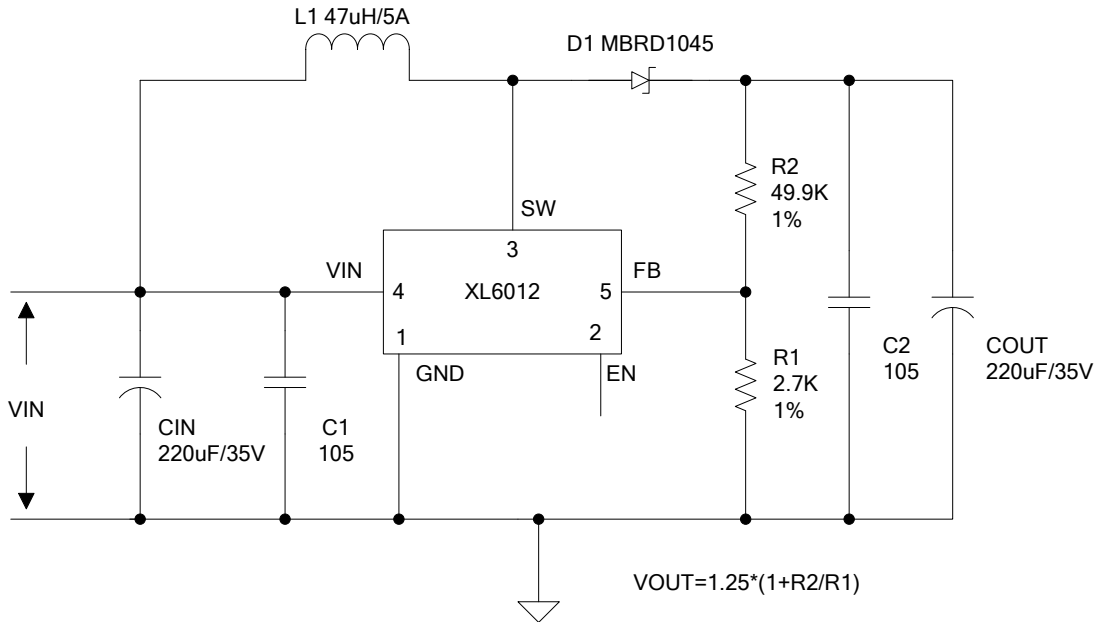 L1 47uH/5A
D1 MBRD1045
R2
49.9K
1%
SW
3
VIN
4
XL6012
5
FB
1
2
GND
EN
R1
2.7K
1%
C2
105
COUT
220uF/35V
VIN
CIN
220uF/35V
C1
105
VOUT=1.25*(1+R2/R1)